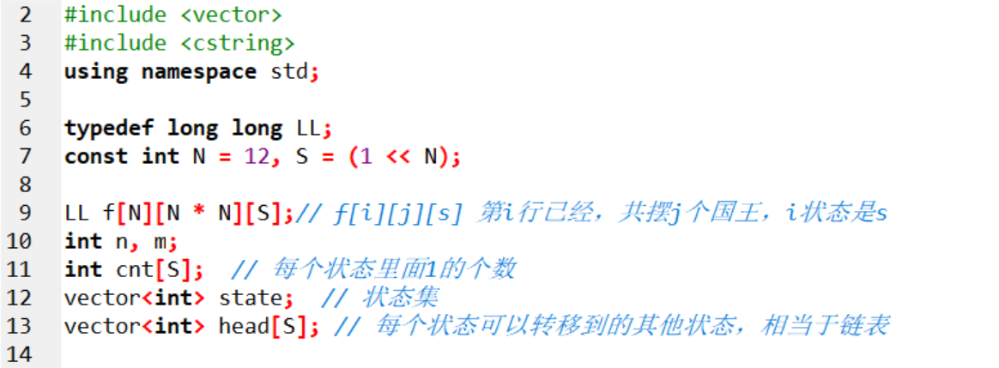 2 #include <vector>
3 #include <cstring>
4 using namespace std;
5
6 typedef long long LL;
7 const int N = 12, S = (1 << N);
8
9 LL f[N][N * N][S];// f[i][j][s] 第i行已经，共摆j个国王，i状态是s
10 int n, m;
11 int cnt[S];  // 每个状态里面1的个数
12 vector<int> state;  // 状态集
13 vector<int> head[S]; // 每个状态可以转移到的其他状态，相当于链表
14